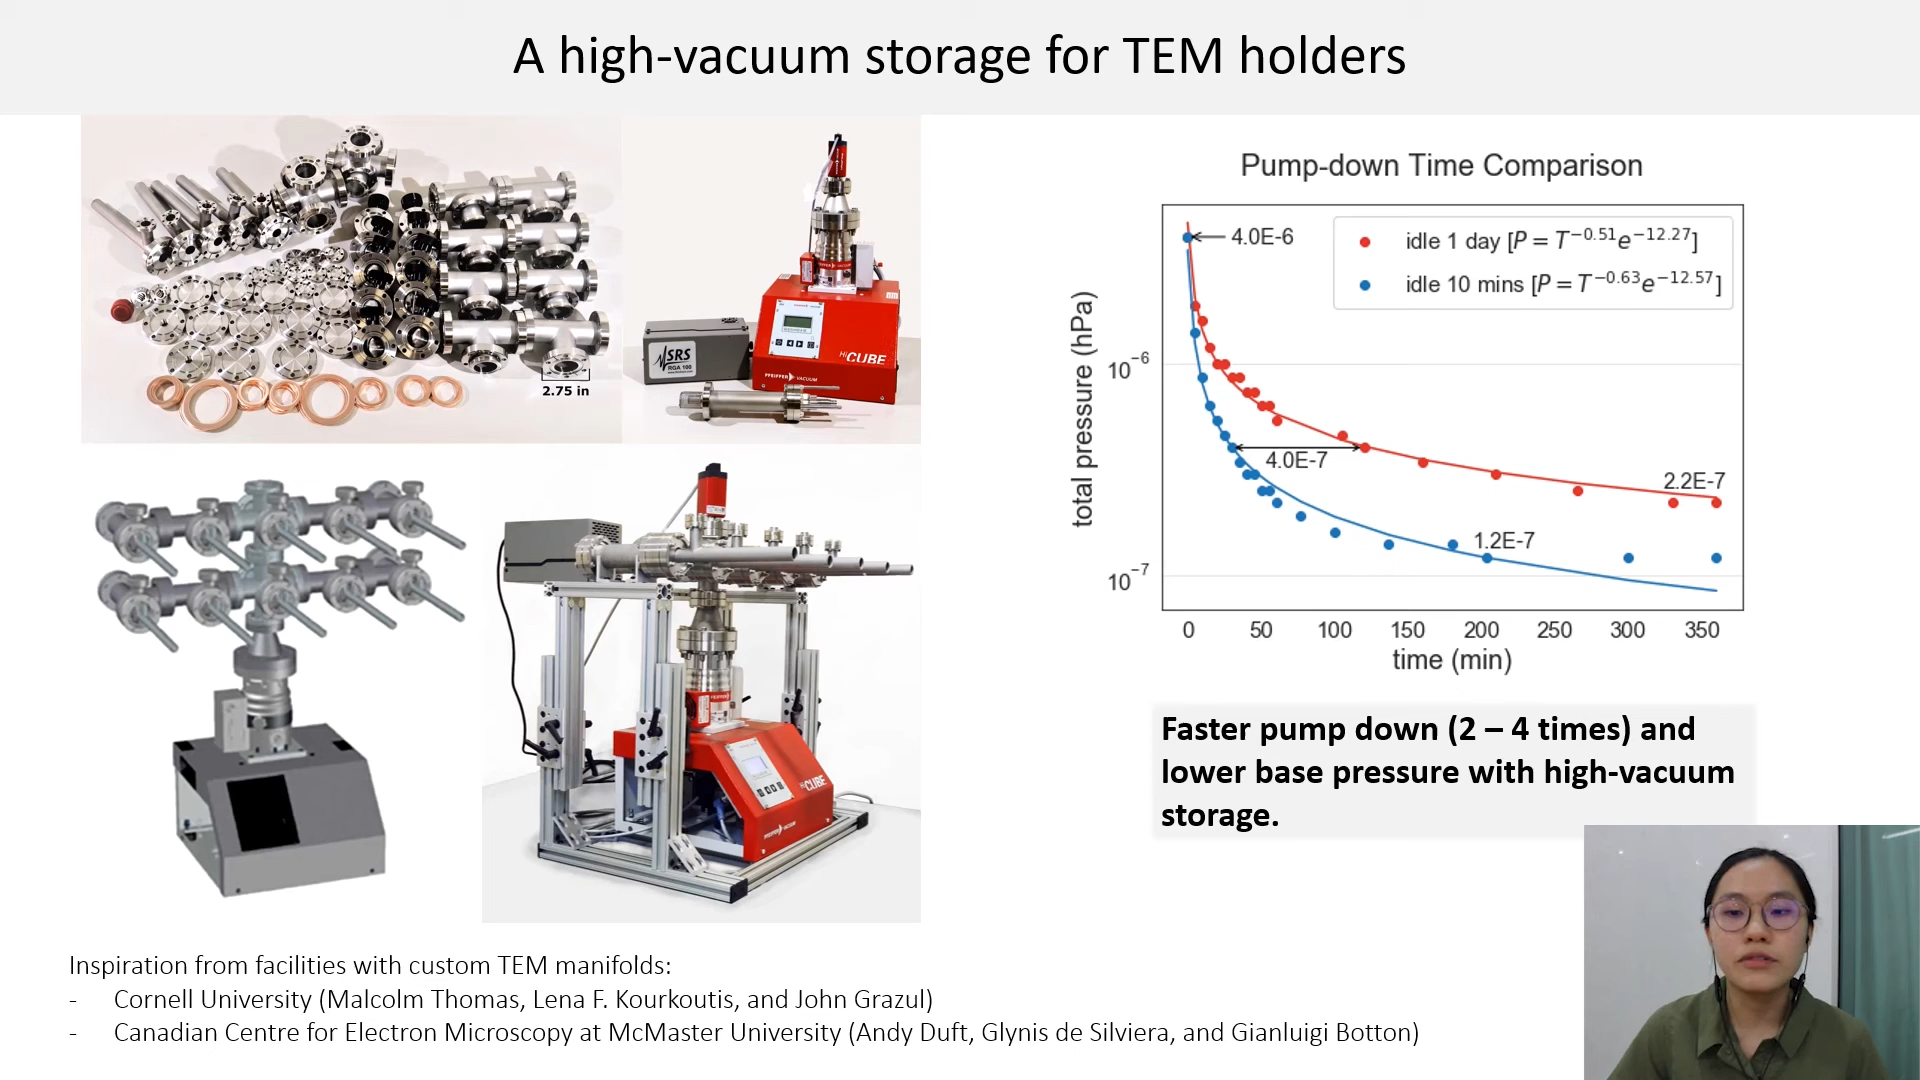 A high-vacuum storage for TEM holders
2.75 in
SRS
RGA 100
HiCUBE
PFEIFFER VACUUM
HiCUBE
PFEIFFER VACUUM
Pump-down Time Comparison
4.0E-6
idle 1 day [P = T^−0.51 e^−12.27]
idle 10 mins [P = T^−0.63 e^−12.57]
total pressure (hPa)
10^−6
4.0E-7
2.2E-7
1.2E-7
10^−7
0 50 100 150 200 250 300 350
time (min)
Faster pump down (2 – 4 times) and
lower base pressure with high-vacuum
storage.
Inspiration from facilities with custom TEM manifolds:
- Cornell University (Malcolm Thomas, Lena F. Kourkoutis, and John Grazul)
- Canadian Centre for Electron Microscopy at McMaster University (Andy Duft, Glynis de Silviera, and Gianluigi Botton)